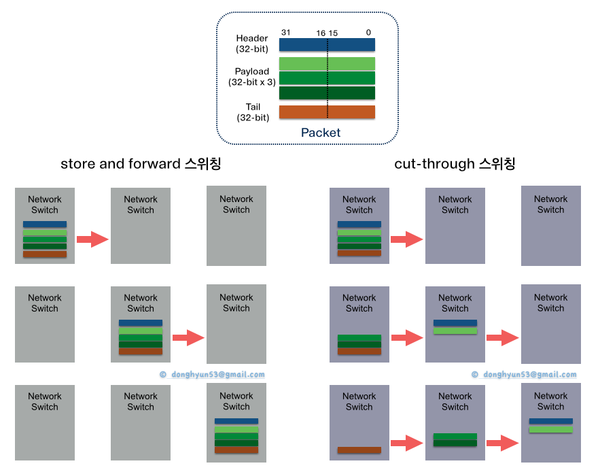 31 16 15 0
Header
(32-bit)
Payload
(32-bit x 3)
Tail
(32-bit)
Packet
store and forward 스위칭
cut-through 스위칭
Network
Switch
Network
Switch
Network
Switch
Network
Switch
Network
Switch
Network
Switch
Network
Switch
Network
Switch
Network
Switch
Network
Switch
Network
Switch
Network
Switch
© donghyun53@gmail.com
© donghyun53@gmail.com
Network
Switch
Network
Switch
Network
Switch
Network
Switch
Network
Switch
Network
Switch